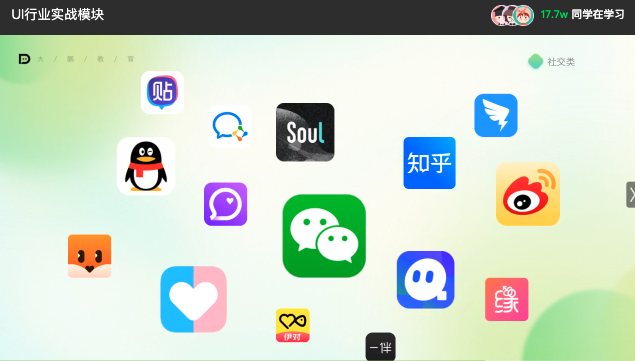 UI行业实战模块
17.7w 同学在学习
大 / 鹏 / 教 / 育
社交类
贴
Soul
知乎
缘
伊对
一伴